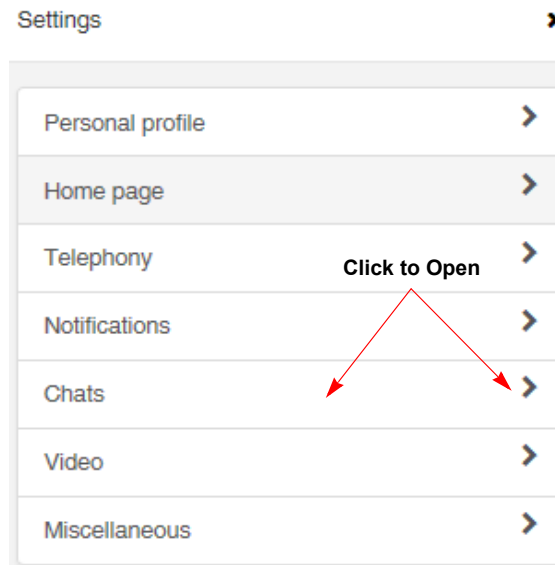 Settings
Personal profile
Home page
Telephony
Click to Open
Notifications
Chats
Video
Miscellaneous